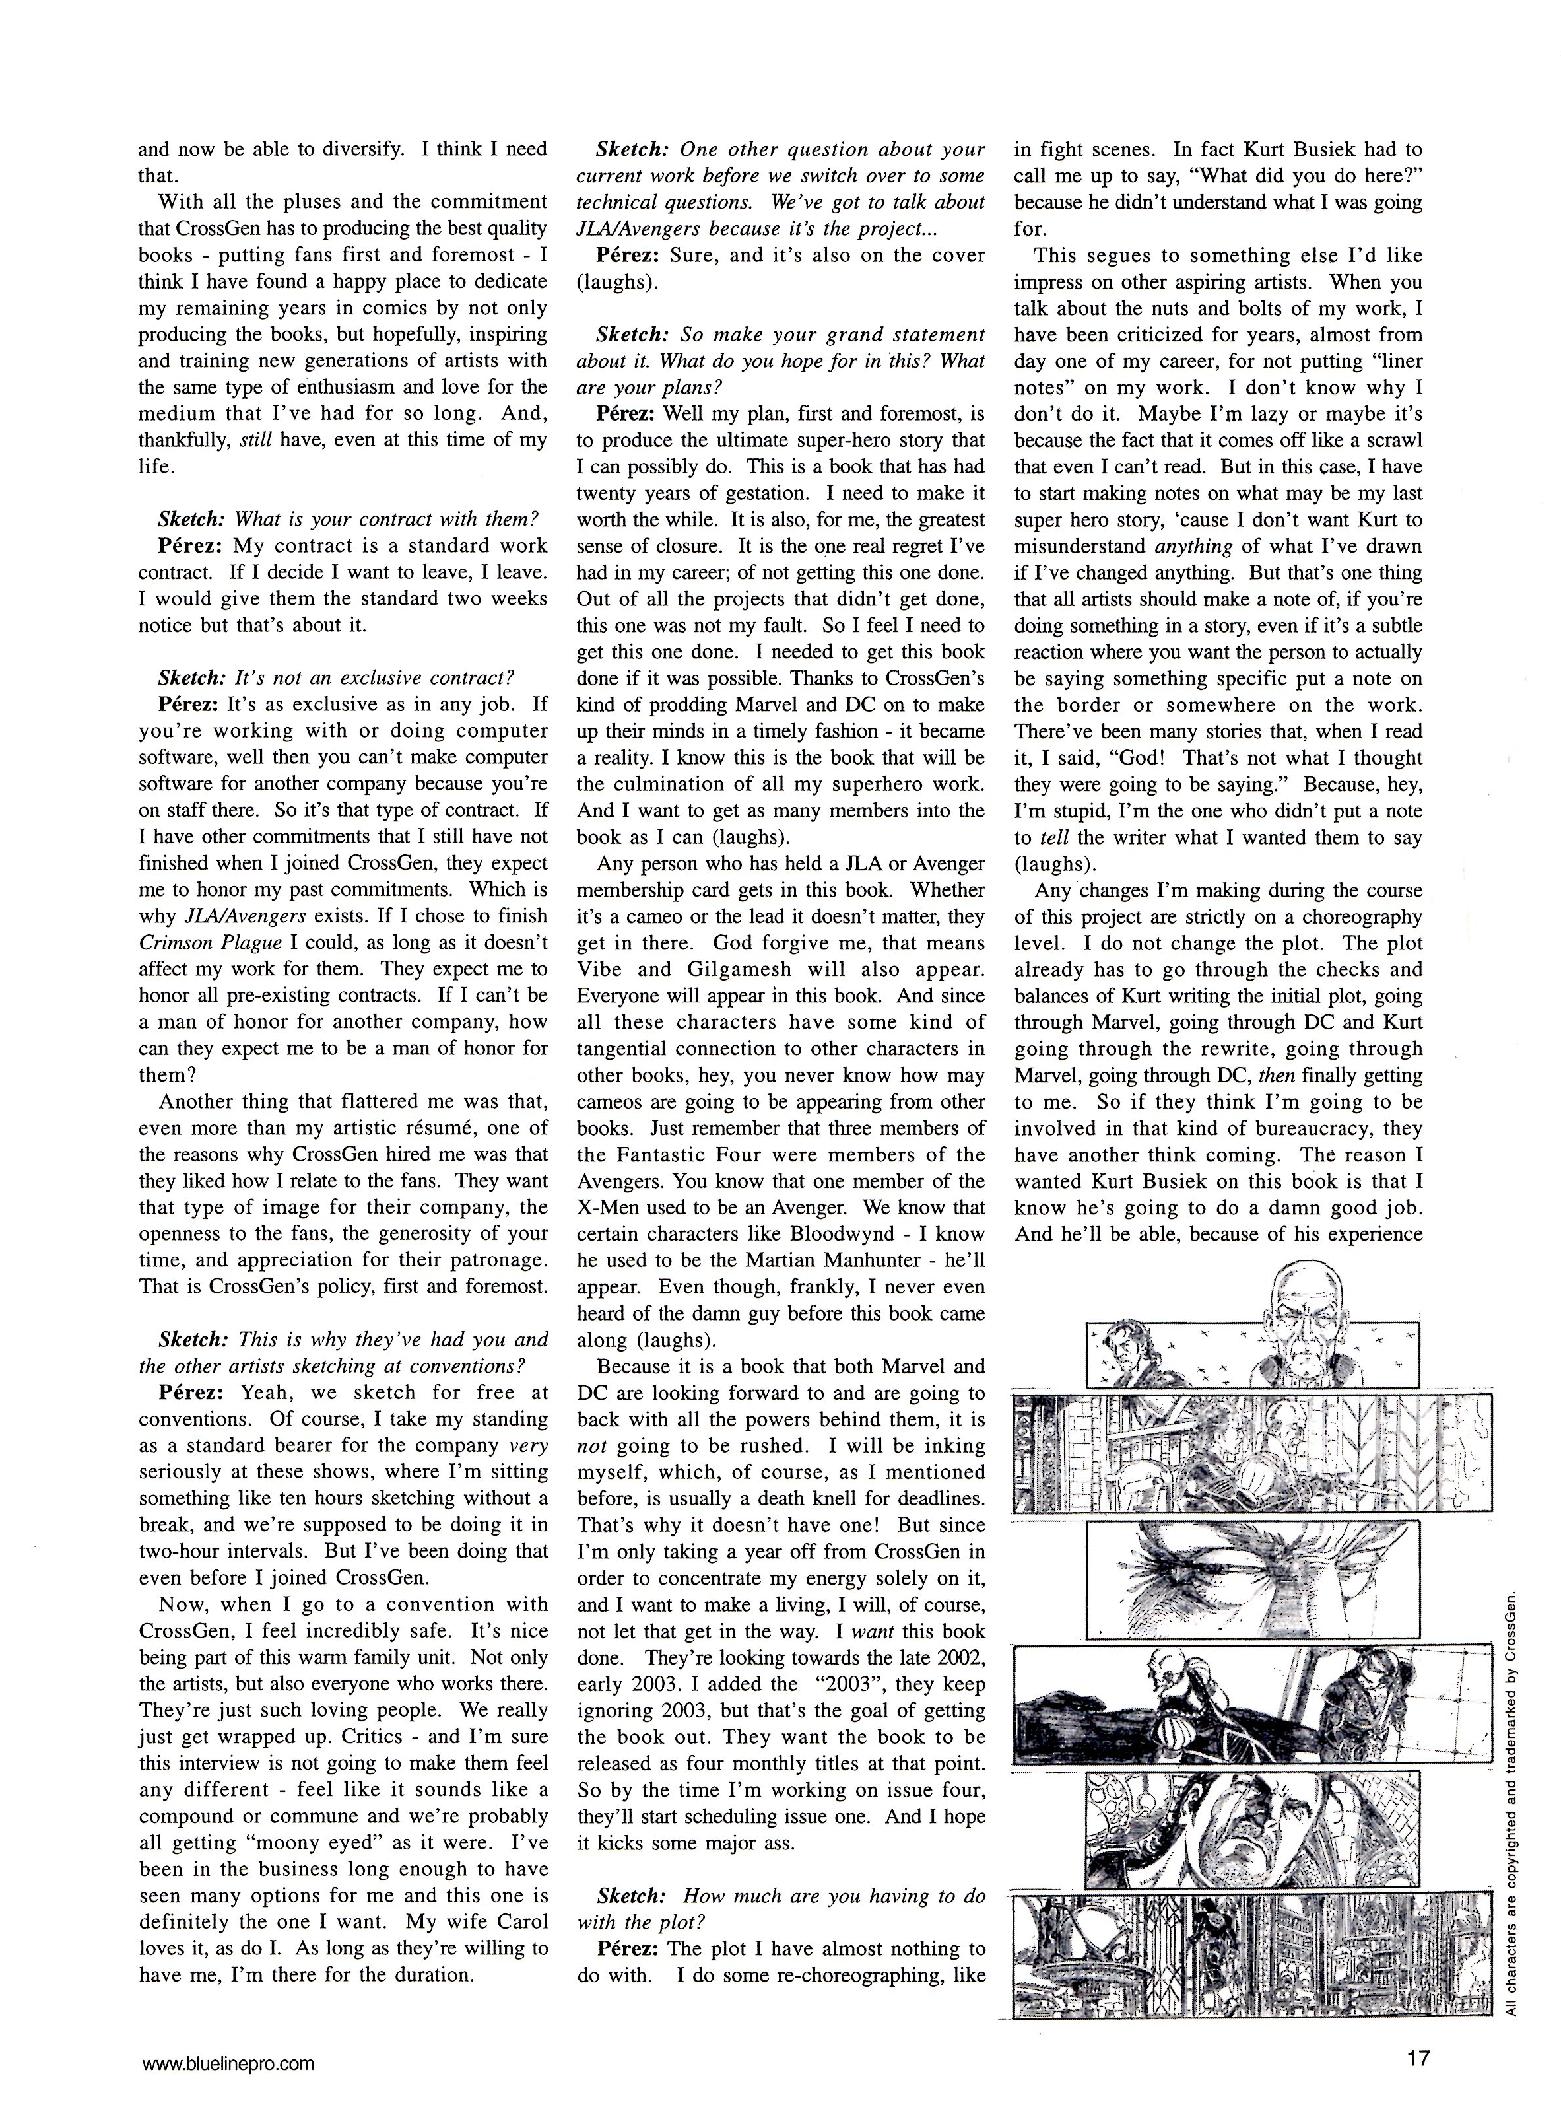 and now be able to diversify. I think I need
that.
With all the pluses and the commitment
that CrossGen has to producing the best quality
books - putting fans first and foremost - I
think I have found a happy place to dedicate
my remaining years in comics by not only
producing the books, but hopefully, inspiring
and training new generations of artists with
the same type of enthusiasm and love for the
medium that I've had for so long. And,
thankfully, still have, even at this time of my
life.
Sketch: What is your contract with them?
Pérez: My contract is a standard work
contract. If I decide I want to leave, I leave.
I would give them the standard two weeks
notice but that's about it.
Sketch: It's not an exclusive contract?
Pérez: It's as exclusive as in any job. If
you're working with or doing computer
software, well then you can't make computer
software for another company because you're
on staff there. So it's that type of contract. If
I have other commitments that I still have not
finished when I joined CrossGen, they expect
me to honor my past commitments. Which is
why JLA/Avengers exists. If I chose to finish
Crimson Plague I could, as long as it doesn't
affect my work for them. They expect me to
honor all pre-existing contracts. If I can't be
a man of honor for another company, how
can they expect me to be a man of honor for
them?
Another thing that flattered me was that,
even more than my artistic résumé, one of
the reasons why CrossGen hired me was that
they liked how I relate to the fans. They want
that type of image for their company, the
openness to the fans, the generosity of your
time, and appreciation for their patronage.
That is CrossGen's policy, first and foremost.
Sketch: This is why they've had you and
the other artists sketching at conventions?
Pérez: Yeah, we sketch for free at
conventions. Of course, I take my standing
as a standard bearer for the company very
seriously at these shows, where I'm sitting
something like ten hours sketching without a
break, and we're supposed to be doing it in
two-hour intervals. But I've been doing that
even before I joined CrossGen.
Now, when I go to a convention with
CrossGen, I feel incredibly safe. It's nice
being part of this warm family unit. Not only
the artists, but also everyone who works there.
They're just such loving people. We really
just get wrapped up. Critics - and I'm sure
this interview is not going to make them feel
any different - feel like it sounds like a
compound or commune and we're probably
all getting "moony eyed" as it were. I've
been in the business long enough to have
seen many options for me and this one is
definitely the one I want. My wife Carol
loves it, as do I. As long as they're willing to
have me, I'm there for the duration.
Sketch: One other question about your
current work before we switch over to some
technical questions. We've got to talk about
JLA/Avengers because it's the project...
Pérez: Sure, and it's also on the cover
(laughs).
Sketch: So make your grand statement
about it. What do you hope for in this? What
are your plans?
Pérez: Well my plan, first and foremost, is
to produce the ultimate super-hero story that
I can possibly do. This is a book that has had
twenty years of gestation. I need to make it
worth the while. It is also, for me, the greatest
sense of closure. It is the one real regret I've
had in my career; of not getting this one done.
Out of all the projects that didn't get done,
this one was not my fault. So I feel I need to
get this one done. I needed to get this book
done if it was possible. Thanks to CrossGen's
kind of prodding Marvel and DC on to make
up their minds in a timely fashion - it became
a reality. I know this is the book that will be
the culmination of all my superhero work.
And I want to get as many members into the
book as I can (laughs).
Any person who has held a JLA or Avenger
membership card gets in this book. Whether
it's a cameo or the lead it doesn't matter, they
get in there. God forgive me, that means
Vibe and Gilgamesh will also appear.
Everyone will appear in this book. And since
all these characters have some kind of
tangential connection to other characters in
other books, hey, you never know how may
cameos are going to be appearing from other
books. Just remember that three members of
the Fantastic Four were members of the
Avengers. You know that one member of the
X-Men used to be an Avenger. We know that
certain characters like Bloodwynd - I know
he used to be the Martian Manhunter - he'll
appear. Even though, frankly, I never even
heard of the damn guy before this book came
along (laughs).
Because it is a book that both Marvel and
DC are looking forward to and are going to
back with all the powers behind them, it is
not going to be rushed. I will be inking
myself, which, of course, as I mentioned
before, is usually a death knell for deadlines.
That's why it doesn't have one! But since
I'm only taking a year off from CrossGen in
order to concentrate my energy solely on it,
and I want to make a living, I will, of course,
not let that get in the way. I want this book
done. They're looking towards the late 2002,
early 2003. I added the "2003", they keep
ignoring 2003, but that's the goal of getting
the book out. They want the book to be
released as four monthly titles at that point.
So by the time I'm working on issue four,
they'll start scheduling issue one. And I hope
it kicks some major ass.
Sketch: How much are you having to do
with the plot?
Pérez: The plot I have almost nothing to
do with. I do some re-choreographing, like
in fight scenes. In fact Kurt Busiek had to
call me up to say, "What did you do here?"
because he didn't understand what I was going
for.
This segues to something else I'd like
impress on other aspiring artists. When you
talk about the nuts and bolts of my work, I
have been criticized for years, almost from
day one of my career, for not putting "liner
notes" on my work. I don't know why I
don't do it. Maybe I'm lazy or maybe it's
because the fact that it comes off like a scrawl
that even I can't read. But in this case, I have
to start making notes on what may be my last
super hero story, 'cause I don't want Kurt to
misunderstand anything of what I've drawn
if I've changed anything. But that's one thing
that all artists should make a note of, if you're
doing something in a story, even if it's a subtle
reaction where you want the person to actually
be saying something specific put a note on
the border or somewhere on the work.
There've been many stories that, when I read
it, I said, "God! That's not what I thought
they were going to be saying." Because, hey,
I'm stupid, I'm the one who didn't put a note
to tell the writer what I wanted them to say
(laughs).
Any changes I'm making during the course
of this project are strictly on a choreography
level. I do not change the plot. The plot
already has to go through the checks and
balances of Kurt writing the initial plot, going
through Marvel, going through DC and Kurt
going through the rewrite, going through
Marvel, going through DC, then finally getting
to me. So if they think I'm going to be
involved in that kind of bureaucracy, they
have another think coming. The reason I
wanted Kurt Busiek on this book is that I
know he's going to do a damn good job.
And he'll be able, because of his experience
All characters are copyrighted and trademarked by CrossGen.
www.bluelinepro.com
17